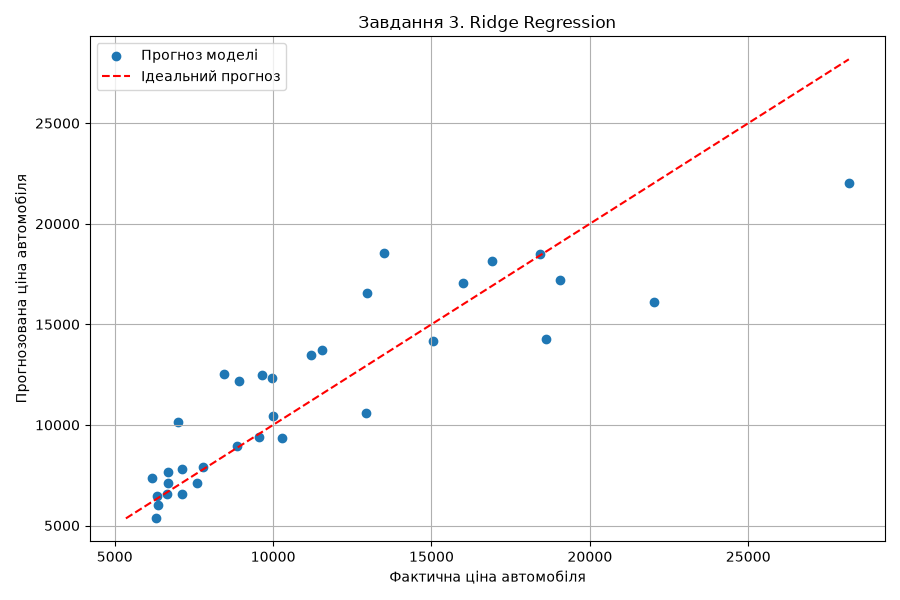 Завдання 3. Ridge Regression
Прогноз моделі
Ідеальний прогноз
Прогнозована ціна автомобіля
25000
20000
15000
10000
5000
5000 10000 15000 20000 25000
Фактична ціна автомобіля